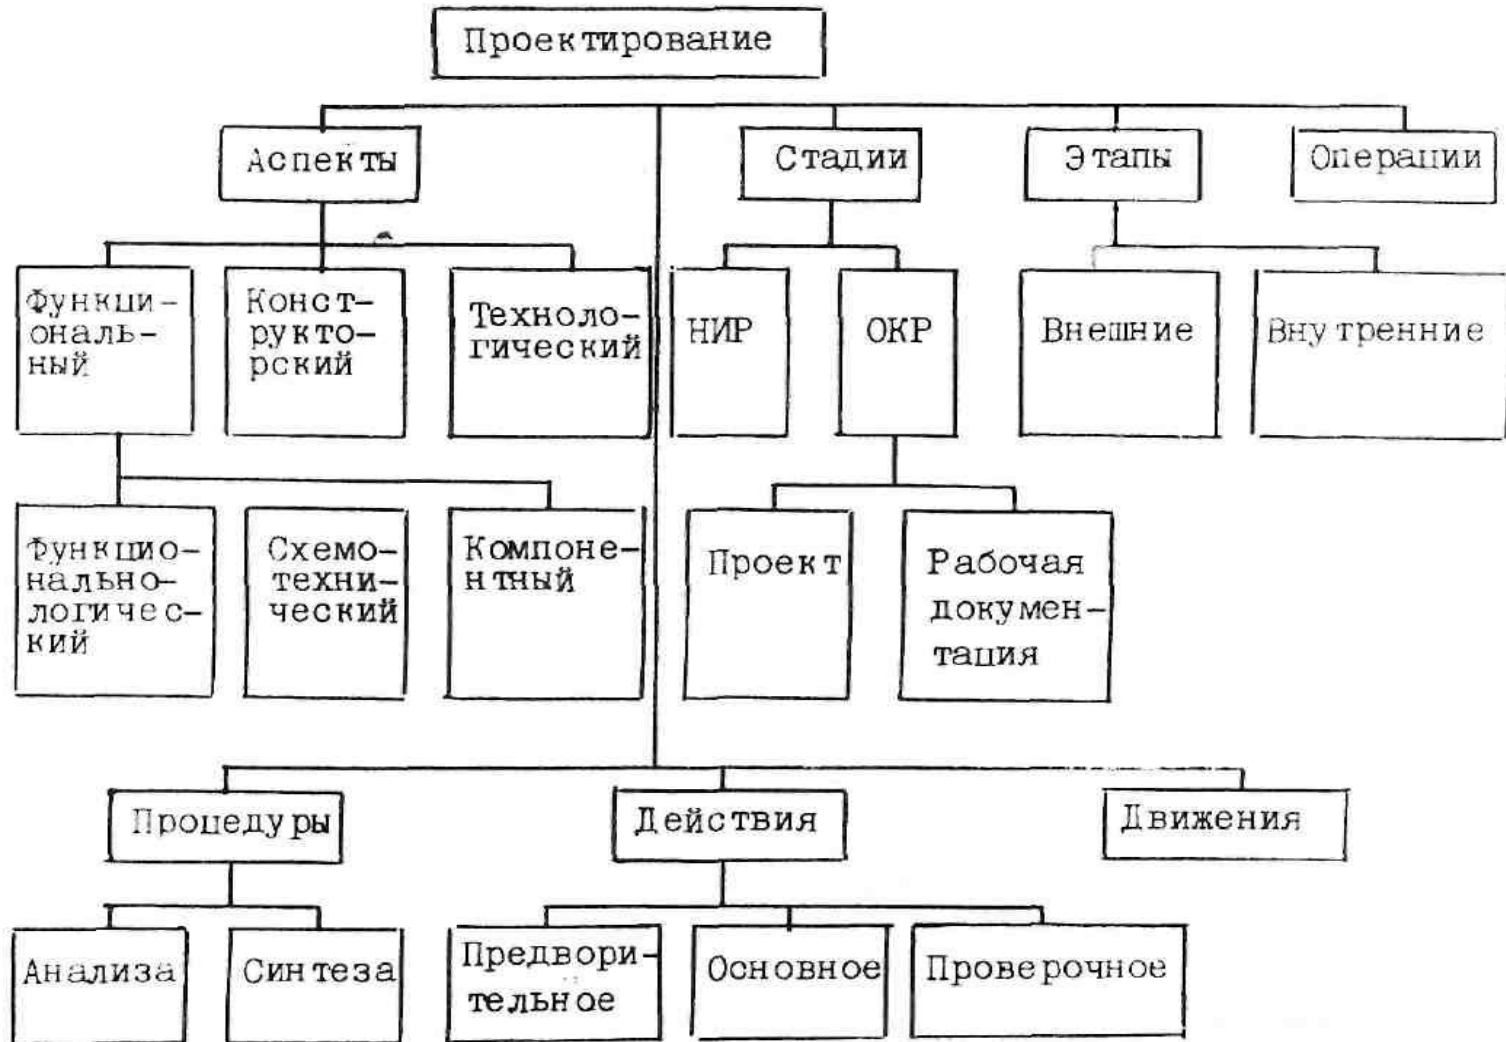 Проектирование
Аспекты
Стадии
Этапы
Операции
Функци-
ональ-
ный
Конст-
рукто-
рский
Техноло-
гический
НИР
ОКР
Внешние
Внутренние
Функцио-
нально-
логичес-
кий
Схемо-
техни-
ческий
Компоне-
нтный
Проект
Рабочая
докумен-
тация
Процедуры
Действия
Движения
Анализа
Синтеза
Предвори-
тельное
Основное
Проверочное